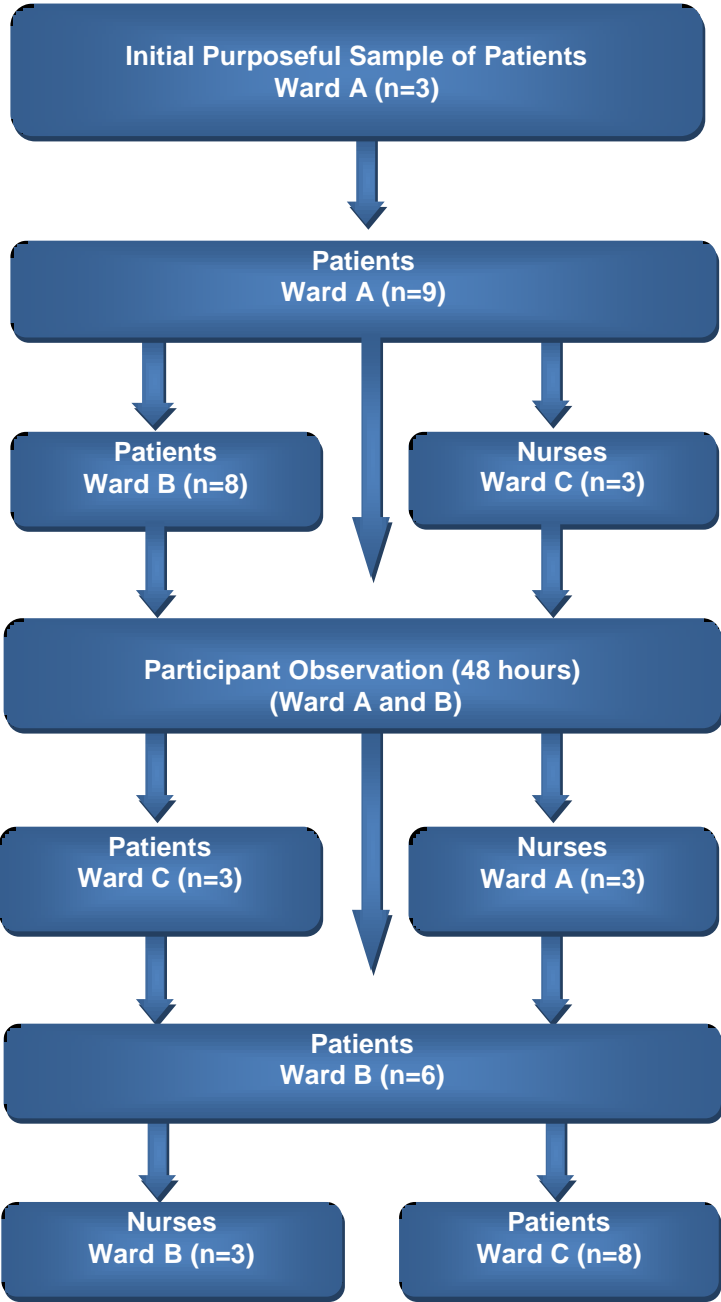 Initial Purposeful Sample of Patients
Ward A (n=3)
Patients
Ward A (n=9)
Patients
Ward B (n=8)
Nurses
Ward C (n=3)
Participant Observation (48 hours)
(Ward A and B)
Patients
Ward C (n=3)
Nurses
Ward A (n=3)
Patients
Ward B (n=6)
Nurses
Ward B (n=3)
Patients
Ward C (n=8)